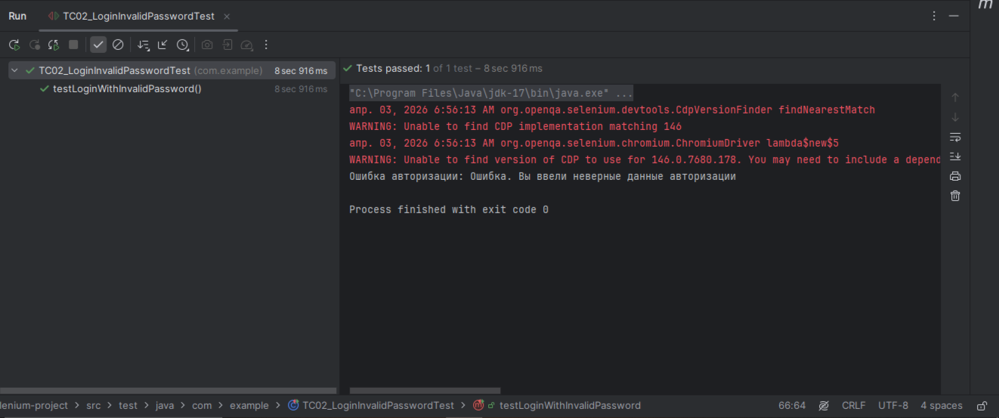 Run TC02_LoginInvalidPasswordTest
TC02_LoginInvalidPasswordTest (com.example) 8 sec 916 ms
testLoginWithInvalidPassword() 8 sec 916 ms
Tests passed: 1 of 1 test – 8 sec 916 ms
"C:\Program Files\Java\jdk-17\bin\java.exe" ...
апр. 03, 2026 6:56:13 AM org.openqa.selenium.devtools.CdpVersionFinder findNearestMatch
WARNING: Unable to find CDP implementation matching 146
апр. 03, 2026 6:56:13 AM org.openqa.selenium.chromium.ChromiumDriver lambda$new$5
WARNING: Unable to find version of CDP to use for 146.0.7680.178. You may need to include a depend
Ошибка авторизации: Ошибка. Вы ввели неверные данные авторизации
Process finished with exit code 0
lenium-project > src > test > java > com > example > TC02_LoginInvalidPasswordTest > testLoginWithInvalidPassword 66:64 CRLF UTF-8 4 spaces
m